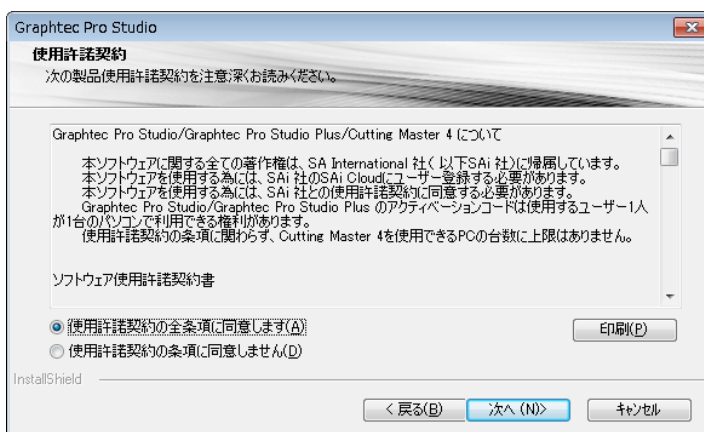 Graphtec Pro Studio
使用許諾契約
次の製品使用許諾契約を注意深くお読みください。
Graphtec Pro Studio/Graphtec Pro Studio Plus/Cutting Master 4 について
本ソフトウェアに関する全ての著作権は、SA International 社( 以下SAi 社)に帰属しています。
本ソフトウェアを使用する為には、SAi 社のSAi Cloudにユーザー登録する必要があります。
本ソフトウェアを使用する為には、SAi 社との使用許諾契約に同意する必要があります。
Graphtec Pro Studio/Graphtec Pro Studio Plus のアクティベーションコードは使用するユーザー1人
が1台のパソコンで利用できる権利があります。
使用許諾契約の条項に関わらず、Cutting Master 4を使用できるPCの台数に上限はありません。
ソフトウェア使用許諾契約書
使用許諾契約の全条項に同意します(A)
印刷(P)
使用許諾契約の条項に同意しません(D)
InstallShield
< 戻る(B)
次へ (N)>
キャンセル